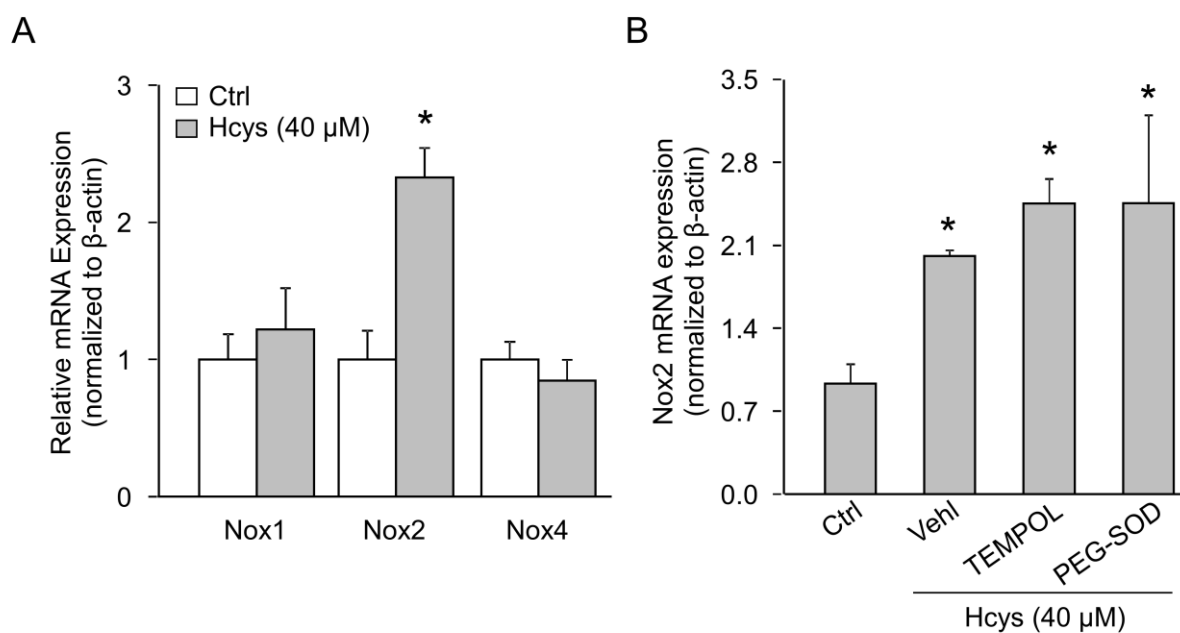 A
Relative mRNA Expression
(normalized to β-actin)
3
2
1
0
Ctrl
Hcys (40 μM)
*
Nox1
Nox2
Nox4
B
Nox2 mRNA expression
(normalized to β-actin)
3.5
2.8
2.1
1.4
0.7
0.0
*
*
*
Ctrl
Vehl
TEMPOL
PEG-SOD
Hcys (40 μM)